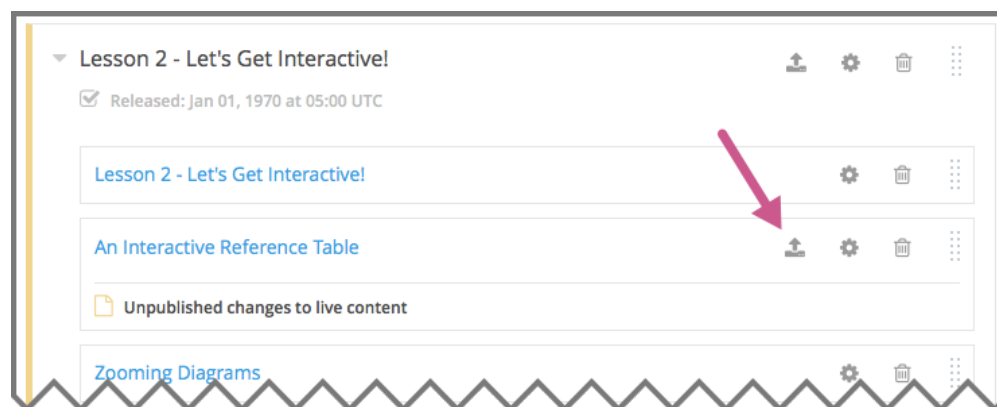 Lesson 2 - Let's Get Interactive!
Released: Jan 01, 1970 at 05:00 UTC
Lesson 2 - Let's Get Interactive!
An Interactive Reference Table
Unpublished changes to live content
Zooming Diagrams